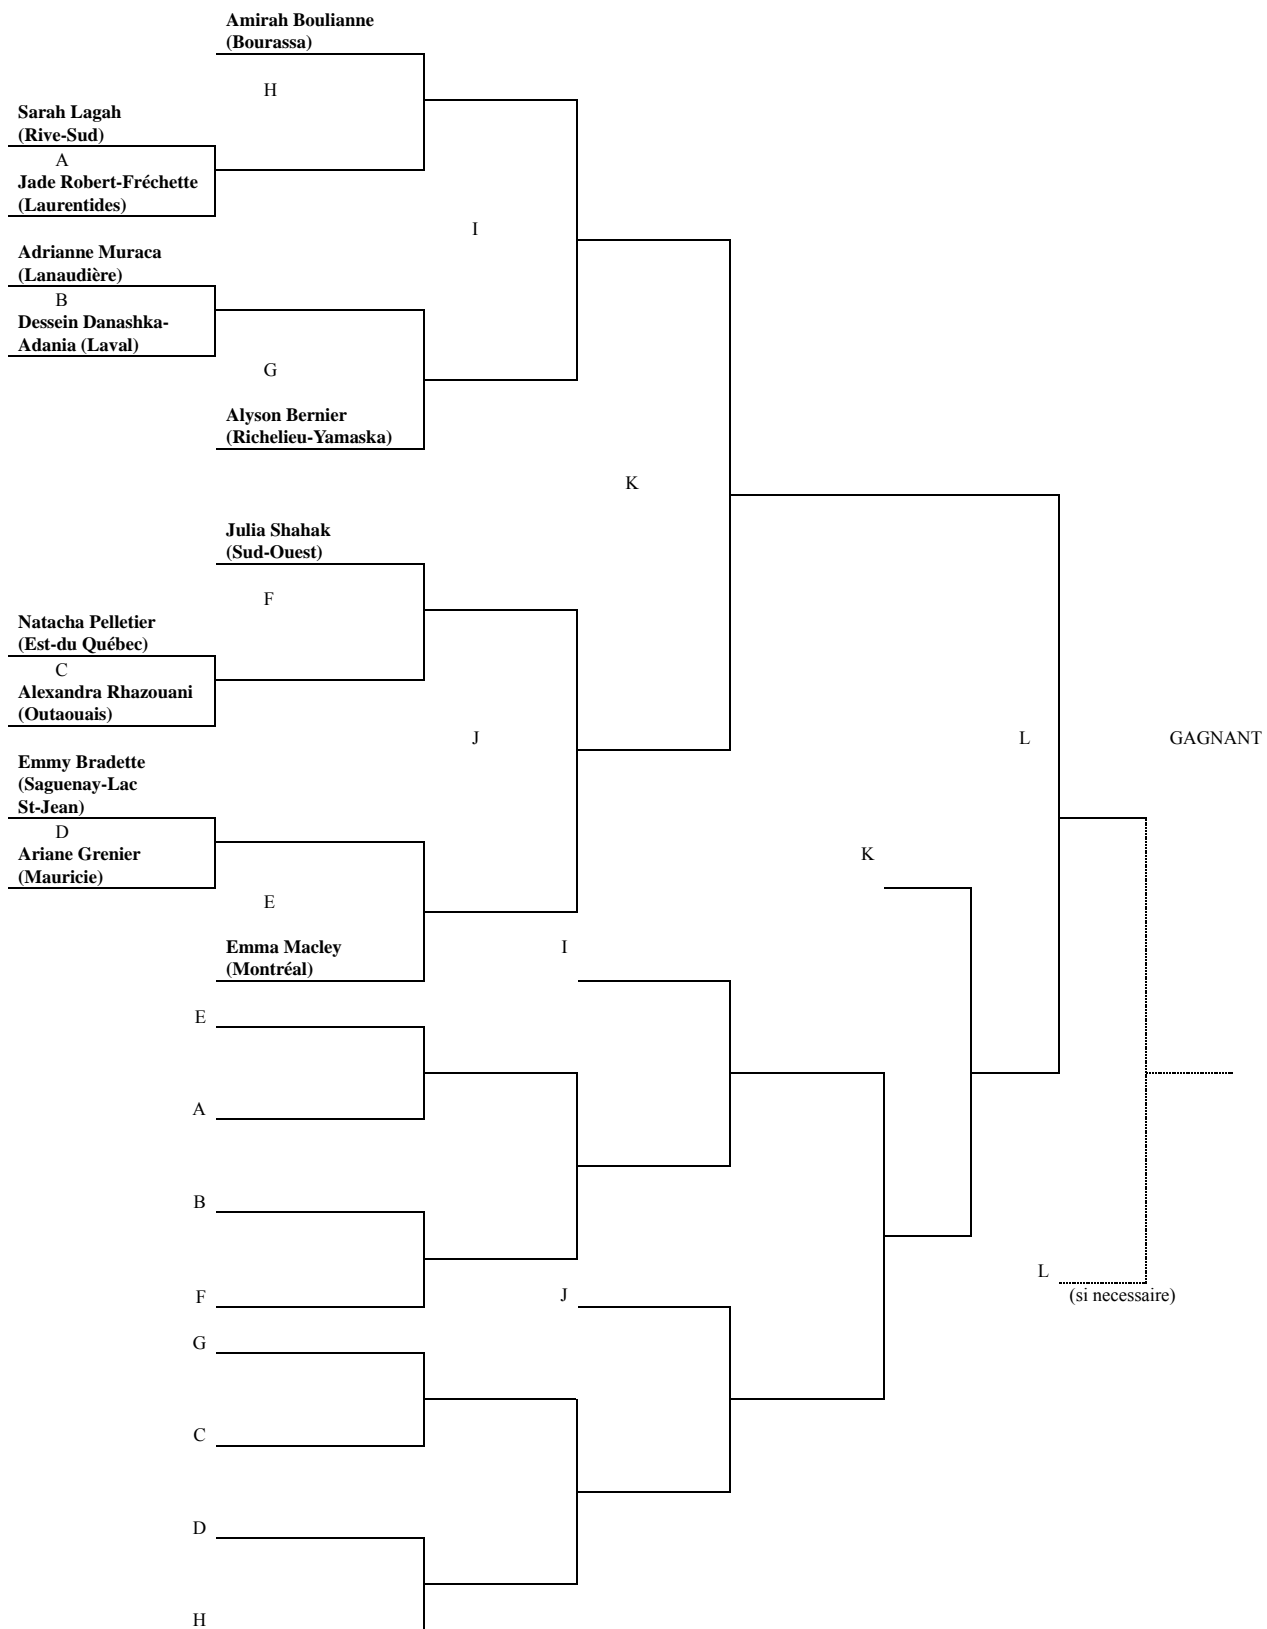 Amirah Boulianne
(Bourassa)
H
Sarah Lagah
(Rive-Sud)
A
Jade Robert-Fréchette
(Laurentides)
I
Adrianne Muraca
(Lanaudière)
B
Dessein Danashka-
Adania (Laval)
G
Alyson Bernier
(Richelieu-Yamaska)
K
Julia Shahak
(Sud-Ouest)
F
Natacha Pelletier
(Est-du Québec)
C
Alexandra Rhazouani
(Outaouais)
J
L
GAGNANT
Emmy Bradette
(Saguenay-Lac
St-Jean)
D
Ariane Grenier
(Mauricie)
K
E
Emma Macley
(Montréal)
I
E
A
B
F
J
L
(si necessaire)
G
C
D
H